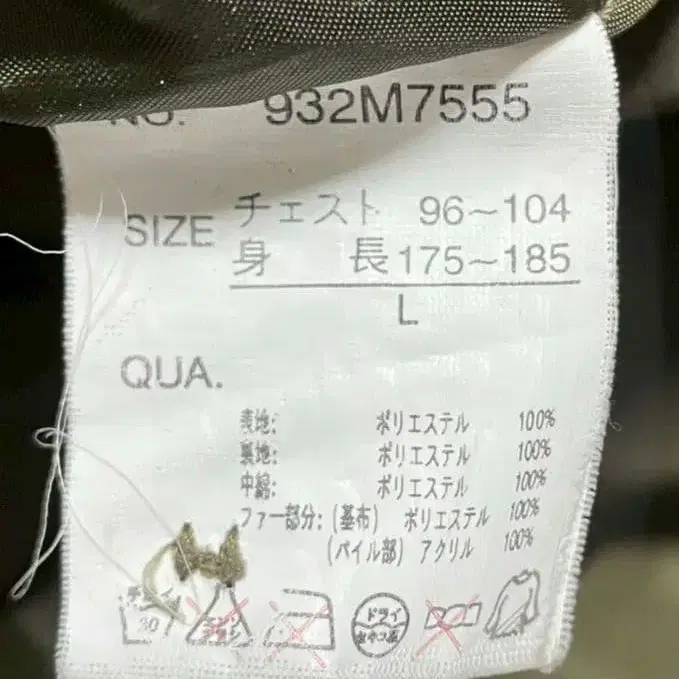 NO. 932M7555
SIZE チェスト 96～104
身 長 175～185
L
QUA.
表地: ポリエステル 100%
裏地: ポリエステル 100%
中綿: ポリエステル 100%
ファー部分: (基布) ポリエステル 100%
(パイル部) アクリル 100%
30
ドライ